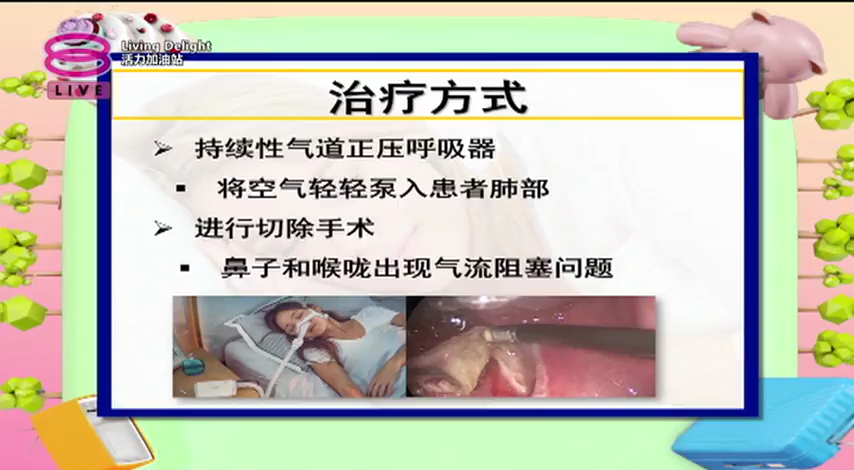 Living Delight
活力加油站
8
LIVE
治疗方式
➢ 持续性气道正压呼吸器
▪ 将空气轻轻泵入患者肺部
➢ 进行切除手术
▪ 鼻子和喉咙出现气流阻塞问题